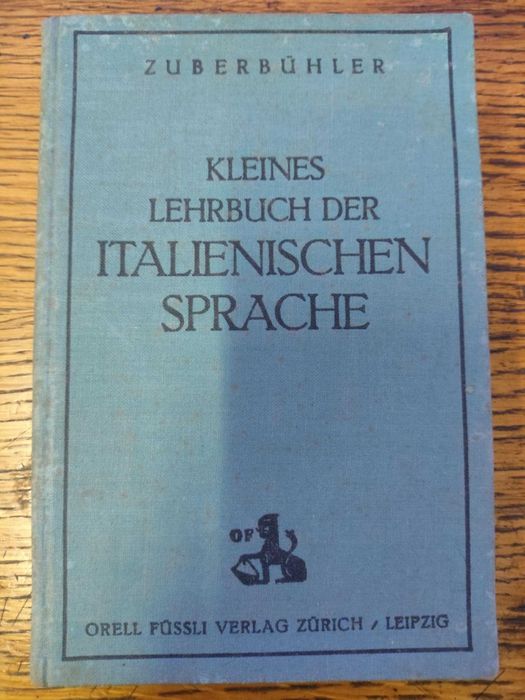 ZUBERBÜHLER
KLEINES
LEHRBUCH DER
ITALIENISCHEN
SPRACHE
OF
ORELL FÜSSLI VERLAG ZÜRICH / LEIPZIG